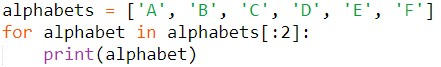 alphabets = ['A', 'B', 'C', 'D', 'E', 'F']
for alphabet in alphabets[:2]:
    print(alphabet)